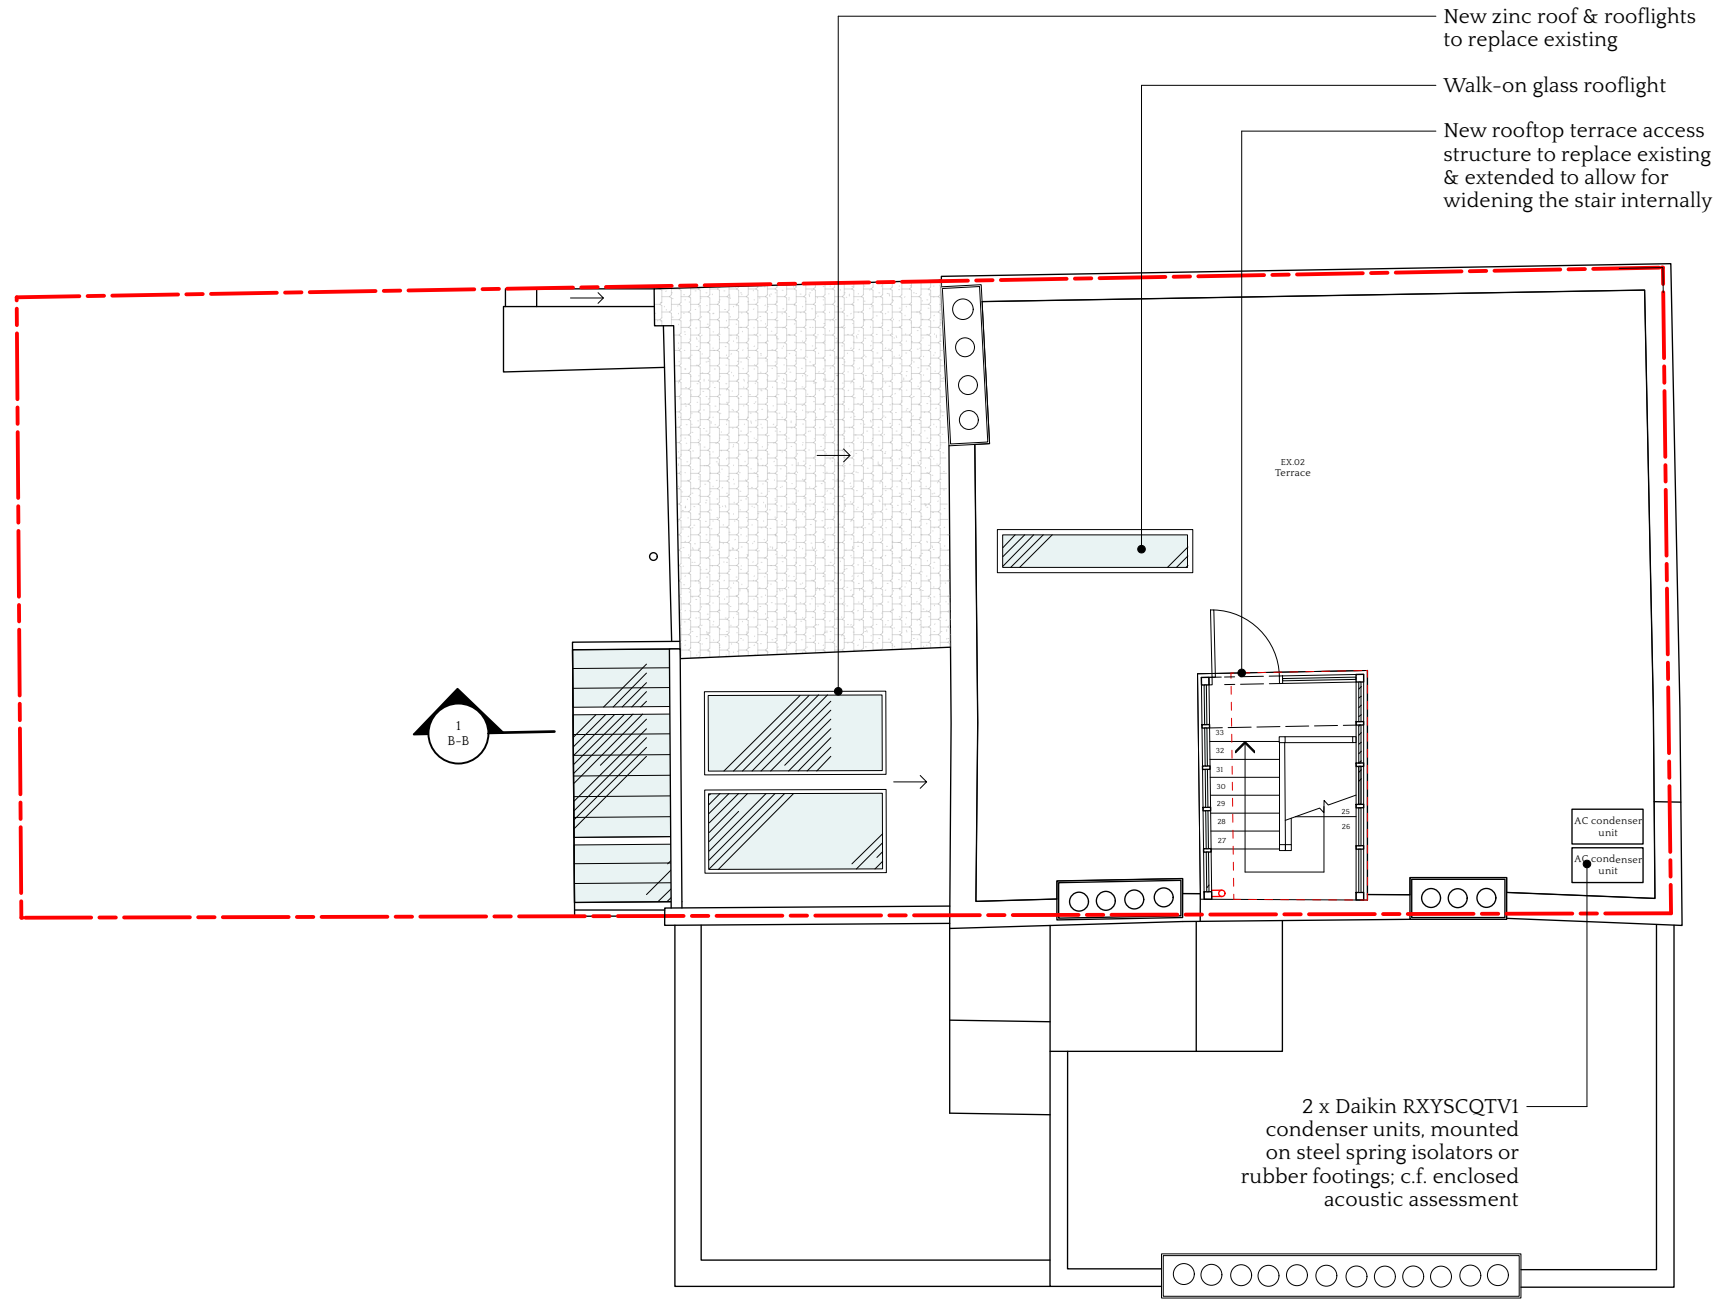 New zinc roof & rooflights
to replace existing
Walk-on glass rooflight
New rooftop terrace access
structure to replace existing
& extended to allow for
widening the stair internally
EX.02
Terrace
1
B-B
33
32
31
30
29
28
27
25
26
AC condenser
unit
AC condenser
unit
2 x Daikin RXYSCQTV1
condenser units, mounted
on steel spring isolators or
rubber footings; c.f. enclosed
acoustic assessment